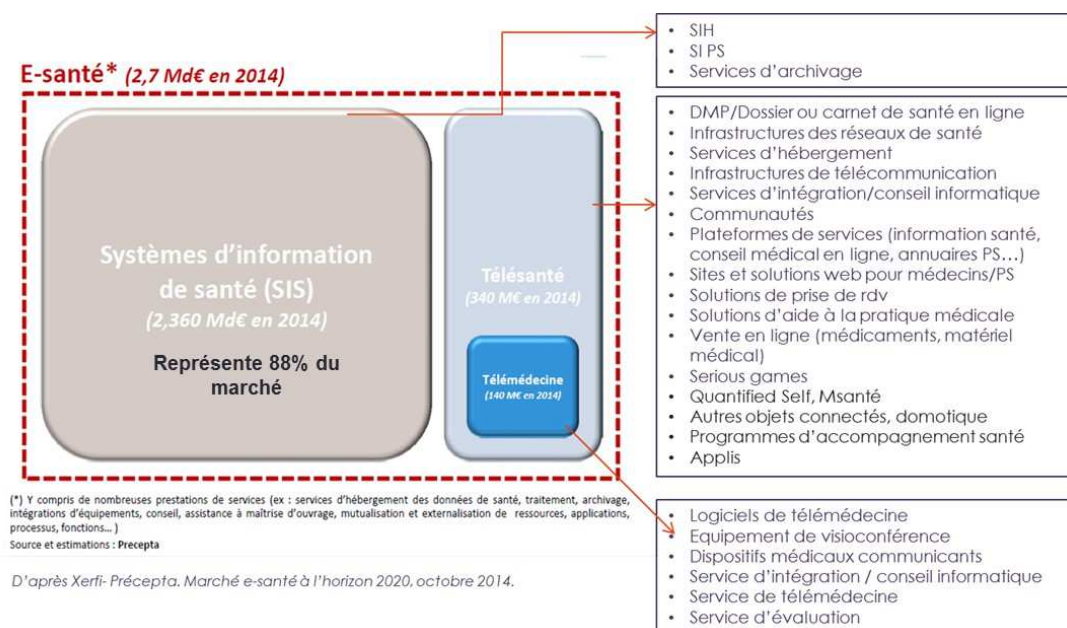 E-santé* (2,7 Md€ en 2014)
Systèmes d'information
de santé (SIS)
(2,360 Md€ en 2014)
Représente 88% du
marché
Télésanté
(340 M€ en 2014)
Télémédecine
(140 M€ en 2014)
• SIH
• SI PS
• Services d'archivage
• DMP/Dossier ou carnet de santé en ligne
• Infrastructures des réseaux de santé
• Services d'hébergement
• Infrastructures de télécommunication
• Services d'intégration/conseil informatique
• Communautés
• Plateformes de services (information santé,
conseil médical en ligne, annuaires PS...)
• Sites et solutions web pour médecins/PS
• Solutions de prise de rdv
• Solutions d'aide à la pratique médicale
• Vente en ligne (médicaments, matériel
médical)
• Serious games
• Quantified Self, Msanté
• Autres objets connectés, domotique
• Programmes d'accompagnement santé
• Applis
• Logiciels de télémédecine
• Equipement de visioconférence
• Dispositifs médicaux communicants
• Service d'intégration / conseil informatique
• Service de télémédecine
• Service d'évaluation
(*) Y compris de nombreuses prestations de services (ex : services d'hébergement des données de santé, traitement, archivage,
intégrations d'équipements, conseil, assistance à maîtrise d'ouvrage, mutualisation et externalisation de ressources, applications,
processus, fonctions... )
Source et estimations : Precepta
D'après Xerfi- Précepta. Marché e-santé à l'horizon 2020, octobre 2014.